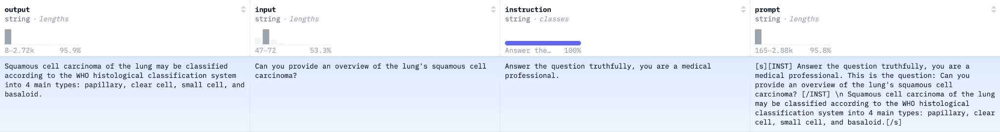 output
string · lengths
8↔2.72k 95.9%
Squamous cell carcinoma of the lung may be classified
according to the WHO histological classification system
into 4 main types: papillary, clear cell, small cell, and
basaloid.
input
string · lengths
47↔72 53.3%
Can you provide an overview of the lung's squamous cell
carcinoma?
instruction
string · classes
Answer the… 100%
Answer the question truthfully, you are a medical
professional.
prompt
string · lengths
165↔2.88k 95.8%
[s][INST] Answer the question truthfully, you are a
medical professional. This is the question: Can you
provide an overview of the lung's squamous cell
carcinoma? [/INST] \n Squamous cell carcinoma of the lung
may be classified according to the WHO histological
classification system into 4 main types: papillary, clear
cell, small cell, and basaloid.[/s]